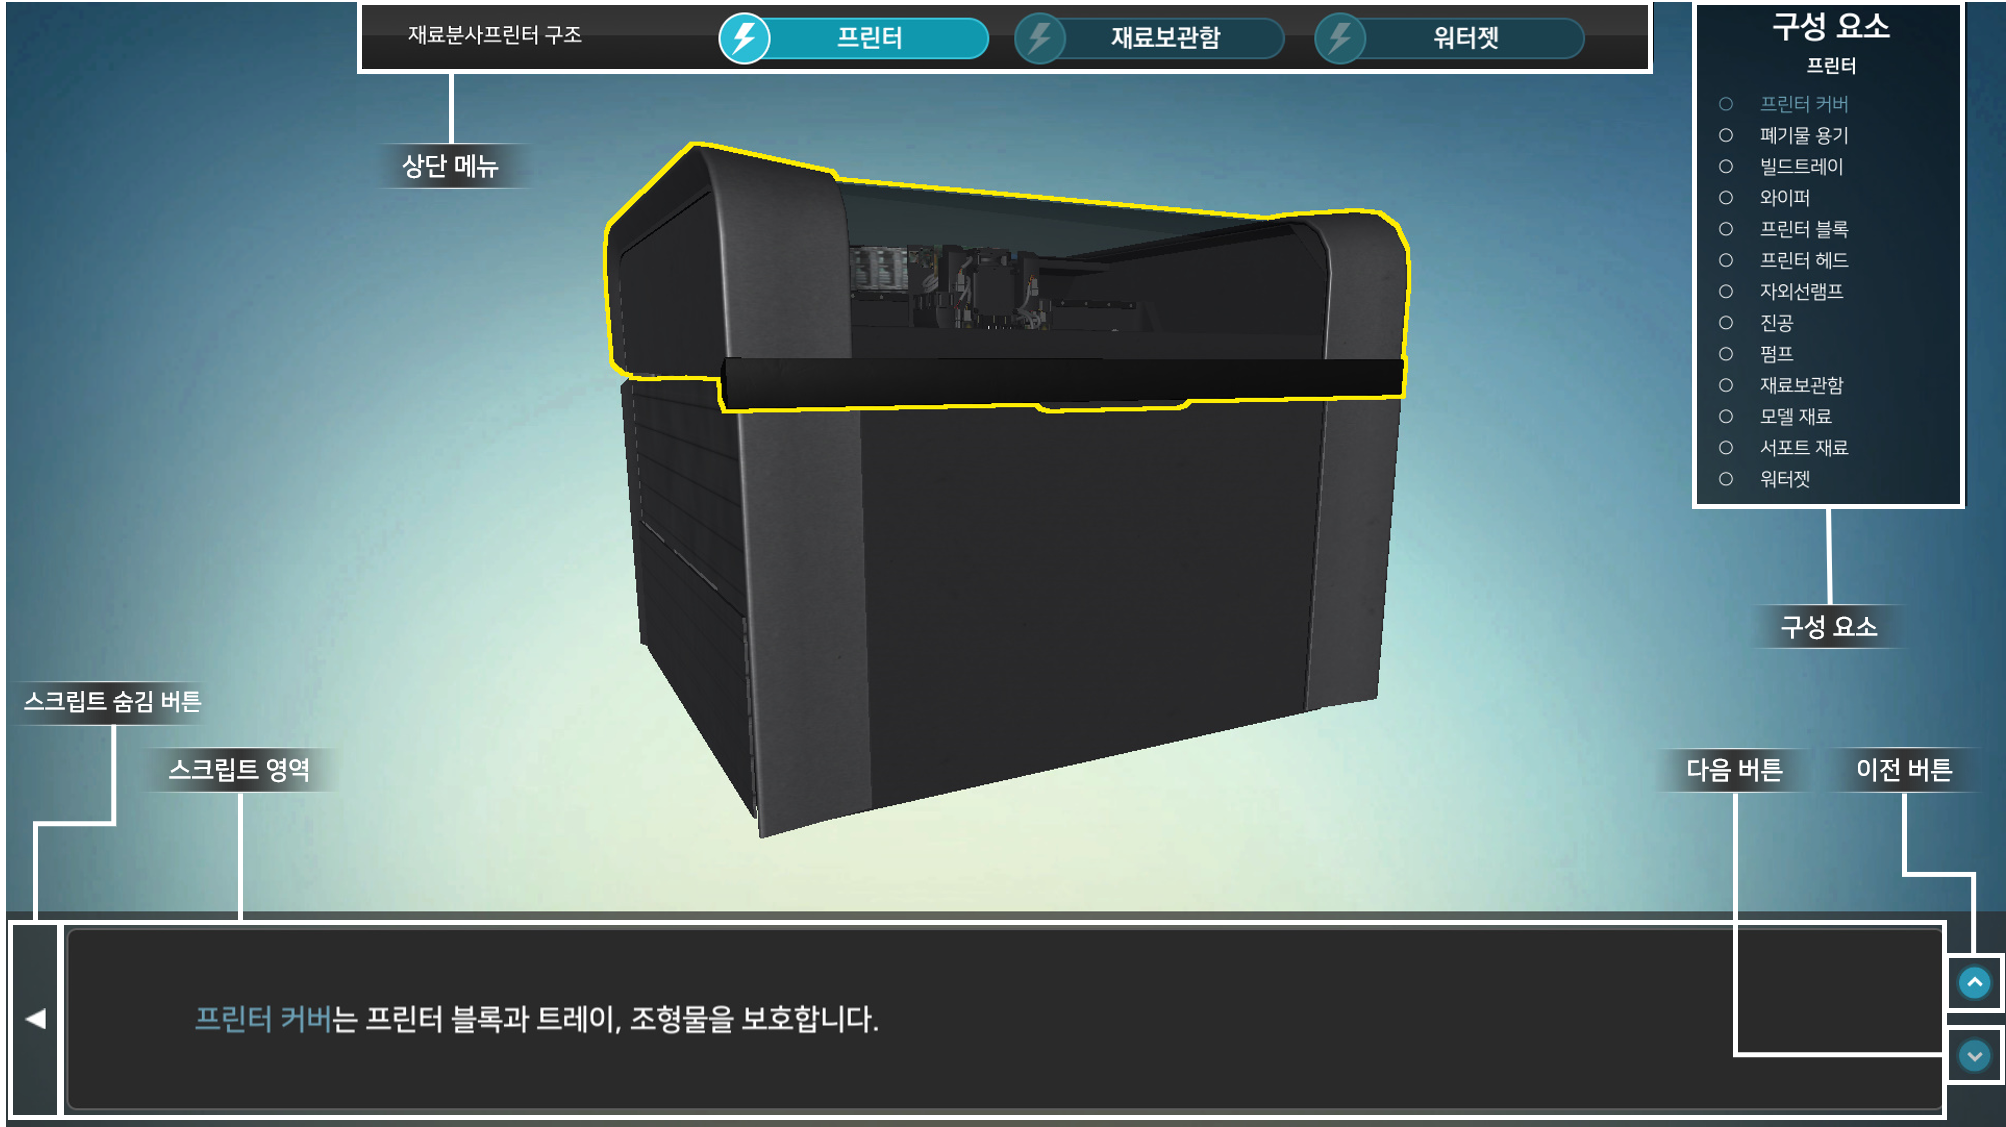 재료분사프린터 구조
프린터
재료보관함
워터젯
상단 메뉴
구성 요소
프린터
프린터 커버
폐기물 용기
빌드트레이
와이퍼
프린터 블록
프린터 헤드
자외선램프
진공
펌프
재료보관함
모델 재료
서포트 재료
워터젯
구성 요소
스크립트 숨김 버튼
스크립트 영역
다음 버튼
이전 버튼
프린터 커버는 프린터 블록과 트레이, 조형물을 보호합니다.